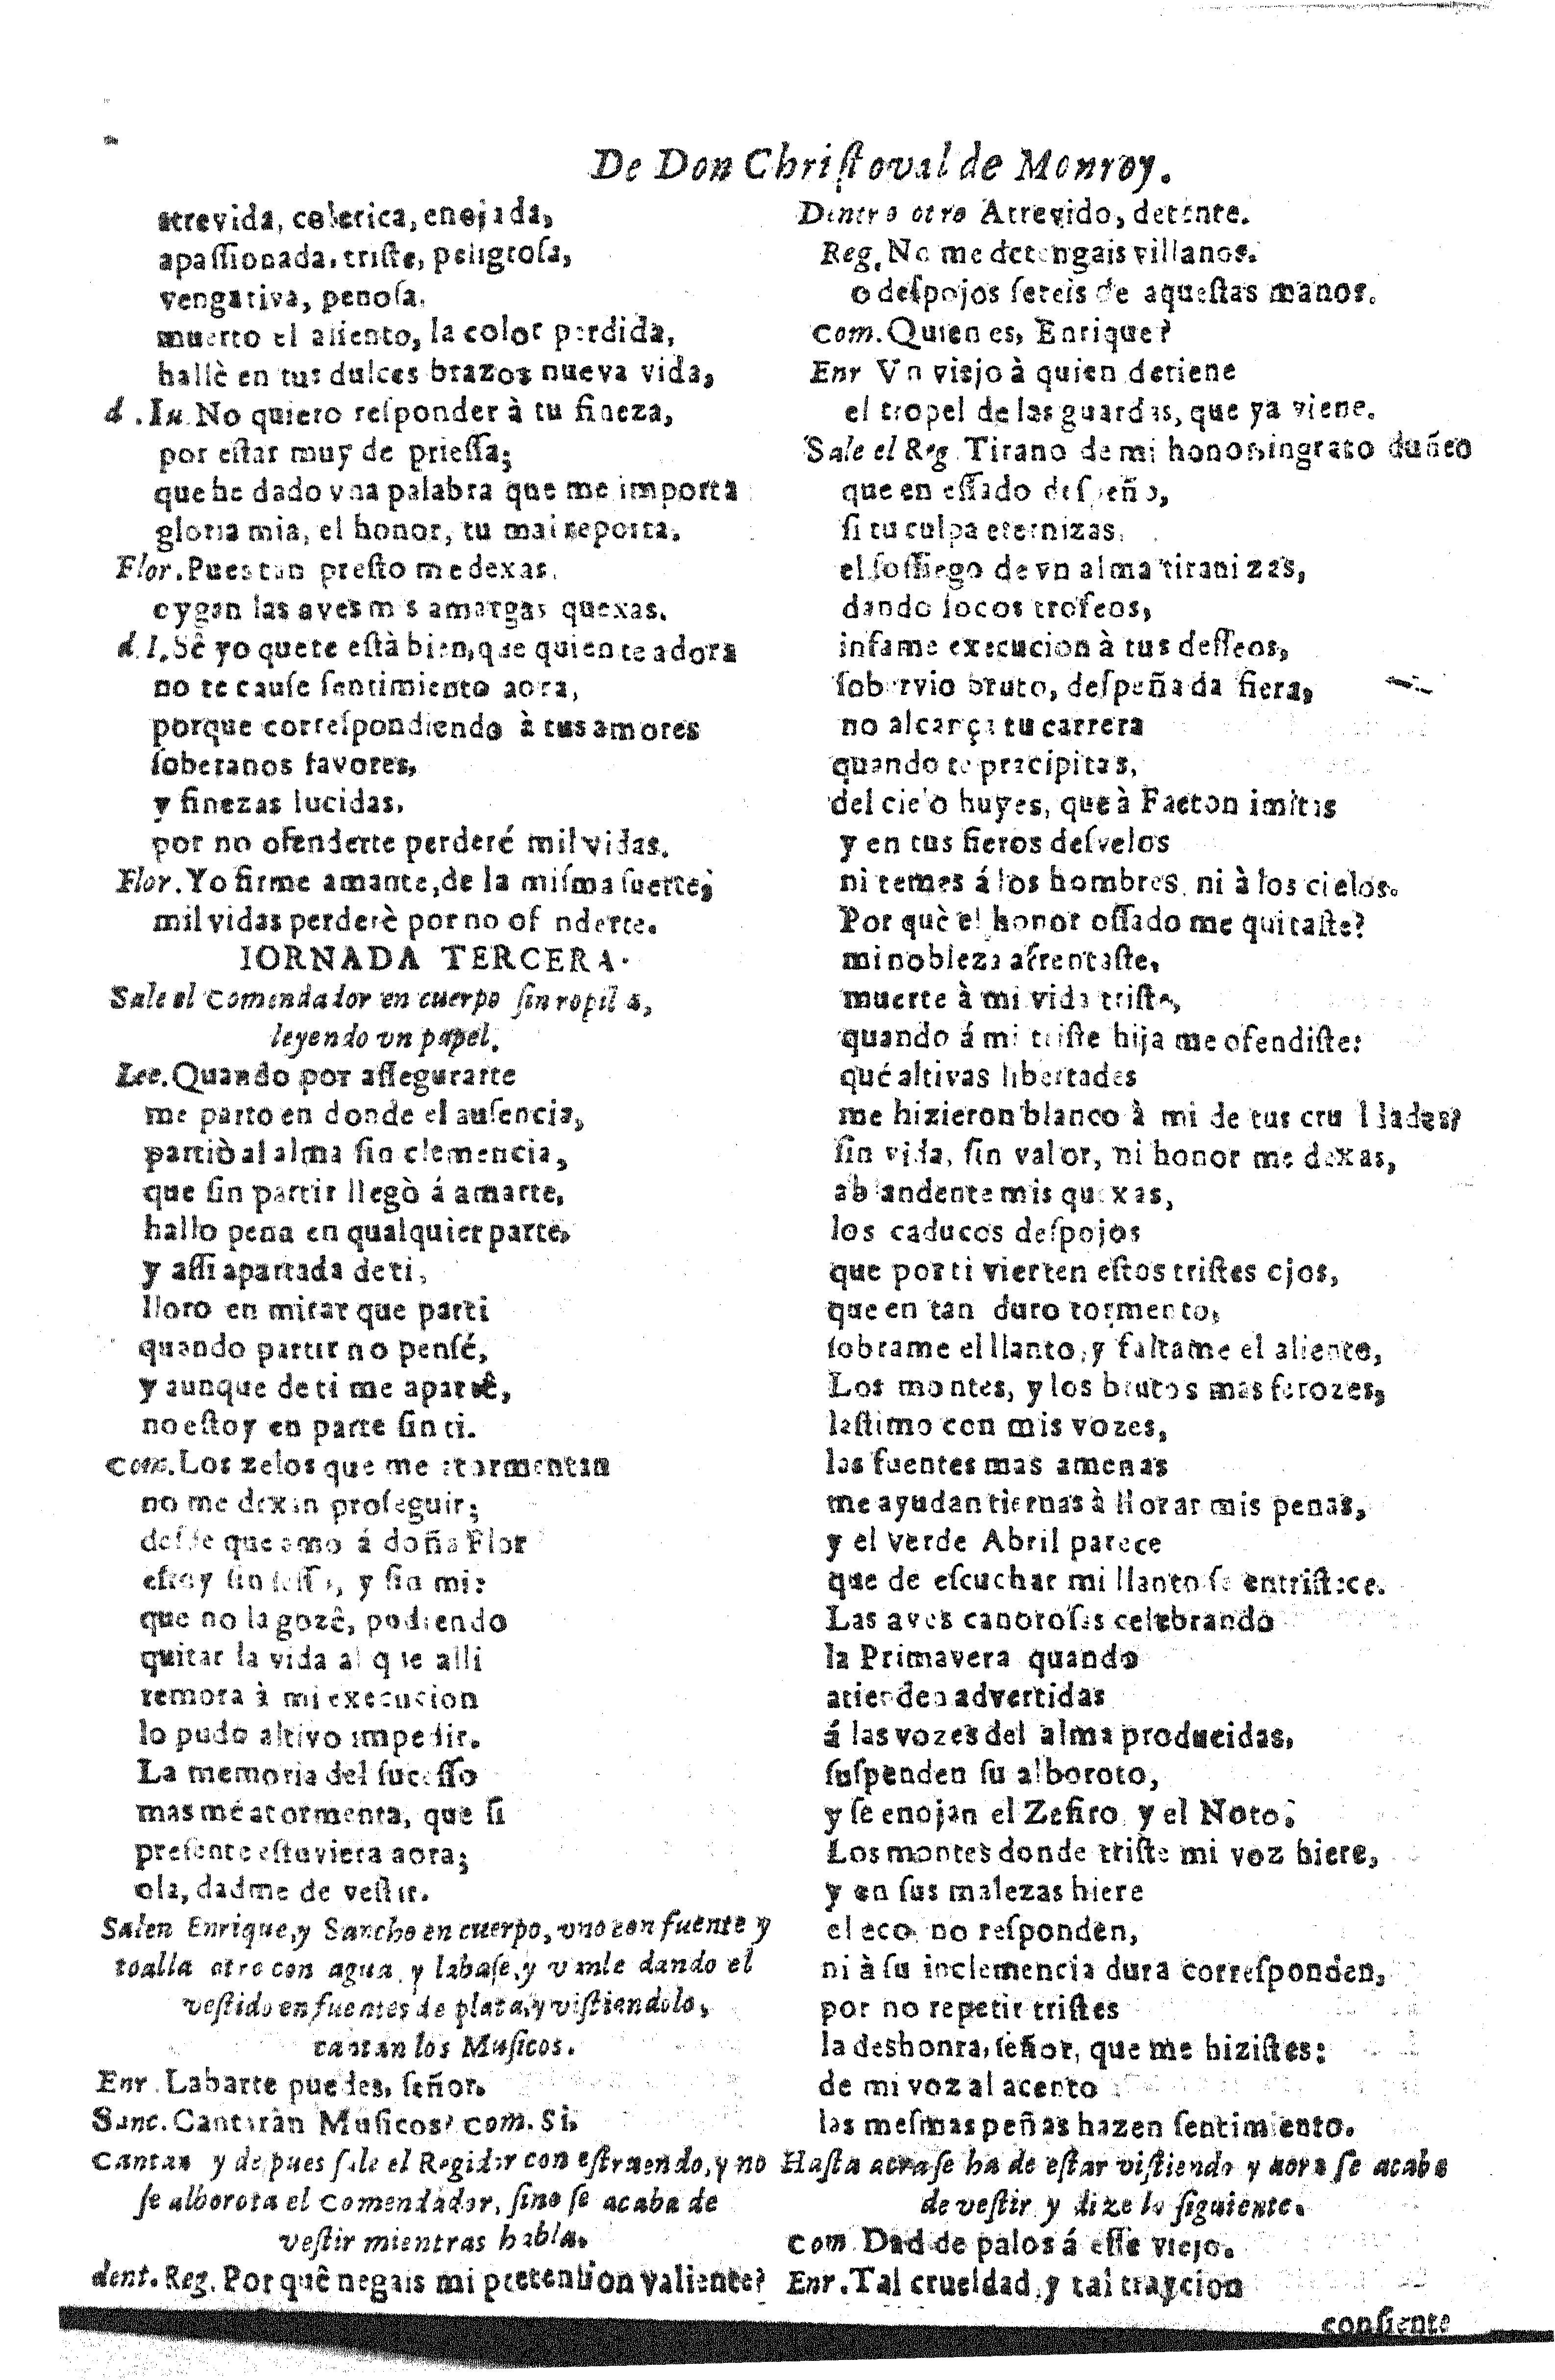 De Don Christoval de Monroy.
atrevida, colerica, enojada,
apassionada, triste, peligrosa,
vengativa, penosa,
muerto el aliento, la color perdida,
hallè en tus dulces brazos nueva vida,
d. Iu. No quiero responder à tu fineza,
por estar muy de priessa;
que he dado vna palabra que me importa
gloria mia, el honor, tu mal reporta.
Flor. Pues tan presto me dexas,
oygan las aves mis amargas quexas.
d. I. Sê yo que te està bien, que quien te adora
no te cause sentimiento aora,
porque correspondiendo à tus amores
soberanos favores,
y finezas lucidas,
por no ofenderte perderé mil vidas.
Flor. Yo firme amante, de la misma suerte;
mil vidas perderè por no ofenderte.
IORNADA TERCERA.
Sale el Comendador en cuerpo sin ropilla,
leyendo vn papel.
Lee. Quando por assegurarte
me parto en donde el ausencia,
partiò al alma sin clemencia,
que sin partir llegò á amarte,
hallo pena en qualquier parte,
y assi apartada de ti,
lloro en mirar que parti
quando partir no pensé,
y aunque de ti me apartê,
no estoy en parte sin ti.
Com. Los zelos que me atormentan
no me dexan proseguir;
desde que amo á doña Flor
estoy sin sesso, y sin mi:
que no la gozê, pudiendo
quitar la vida al que alli
remora à mi execucion
lo pudo altivo impedir.
La memoria del sucesso
mas me atormenta, que si
presente estuviera aora;
ola, dadme de vestir.
Salen Enrique, y Sancho en cuerpo, vno con fuente y
toalla otro con agua, y labase, y vanle dando el
vestido en fuentes de plata, y vistiendolo,
cantan los Musicos.
Enr. Labarte puedes, señor.
Sanc. Cantaràn Musicos? Com. Si.
Cantan y despues sale el Regidor con estruendo, y no
se alborota el Comendador, sino se acaba de
vestir mientras habla.
dent. Reg. Por quê negais mi pretension valiente?
Dentro otro Atrevido, detente.
Reg. No me detengais villanos.
o despojos sereis de aquestas manos.
Com. Quien es, Enrique?
Enr Vn viejo à quien detiene
el tropel de las guardas, que ya viene.
Sale el Reg. Tirano de mi honor, ingrato dueño
que en essado despeño,
si tu culpa eternizas,
el sossiego de vn alma tiranizas,
dando locos trofeos,
infame execucion à tus desseos,
sobervio bruto, despeñada fiera,
no alcança tu carrera
quando te precipitas,
del cielo huyes, que à Faeton imitas
y en tus fieros desvelos
ni temes á los hombres, ni à los cielos.
Por què el honor ossado me quitaste?
mi nobleza afrentaste,
muerte à mi vida triste,
quando á mi triste hija me ofendiste:
qué altivas libertades
me hizieron blanco à mi de tus crueldades?
sin vida, sin valor, ni honor me dexas,
ablandente mis quexas,
los caducos despojos
que por ti vierten estos tristes ojos,
que en tan duro tormento,
sobrame el llanto, y faltame el aliento,
Los montes, y los brutos mas ferozes,
lastimo con mis vozes,
las fuentes mas amenas
me ayudan tiernas à llorar mis penas,
y el verde Abril parece
que de escuchar mi llanto se entristece.
Las aves canorosas celebrando
la Primavera quando
atienden advertidas
á las vozes del alma producidas,
suspenden su alboroto,
y se enojan el Zefiro, y el Noto.
Los montes donde triste mi voz hiere,
y en sus malezas hiere
el eco, no responden,
ni à su inclemencia dura corresponden,
por no repetir tristes
la deshonra, señor, que me hizistes:
de mi voz al acento
las mesmas peñas hazen sentimiento.
Hasta aora se ha de estar vistiendo y aora se acaba
de vestir y dize lo siguiente.
Com Dad de palos á esse viejo.
Enr. Tal crueldad, y tal traycion
consiente